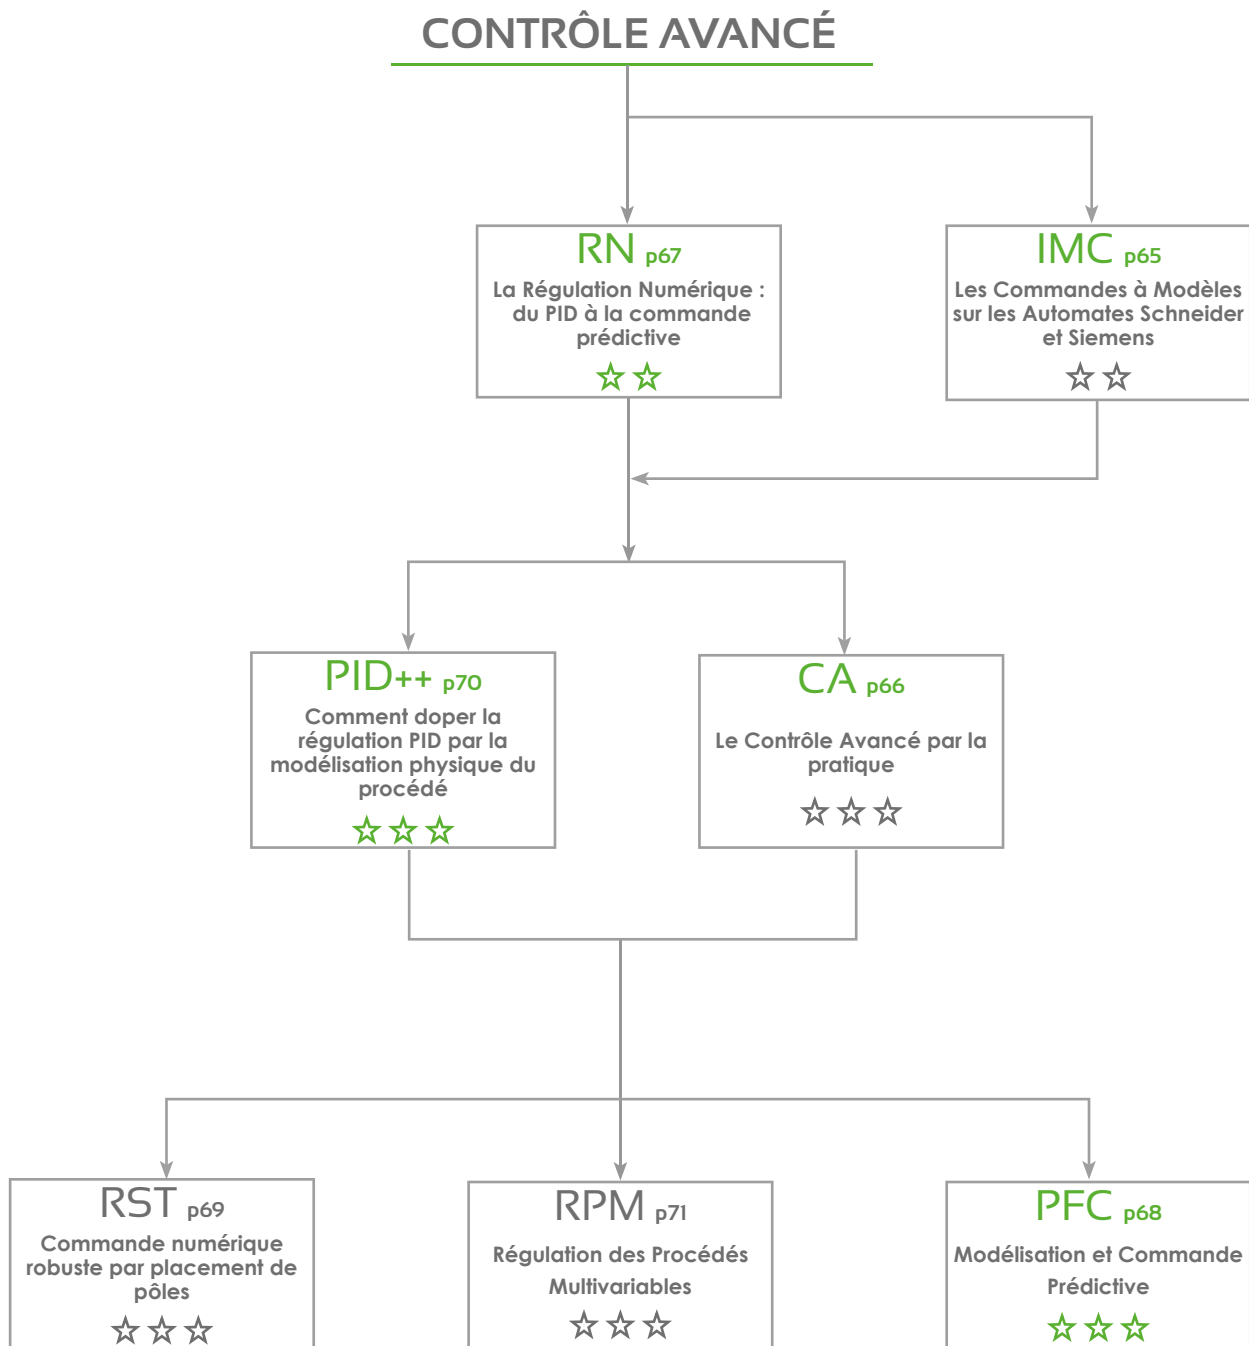 CONTRÔLE AVANCÉ
RN p67
La Régulation Numérique :
du PID à la commande
prédictive
IMC p65
Les Commandes à Modèles
sur les Automates Schneider
et Siemens
PID++ p70
Comment doper la
régulation PID par la
modélisation physique du
procédé
CA p66
Le Contrôle Avancé par la
pratique
RST p69
Commande numérique
robuste par placement de
pôles
RPM p71
Régulation des Procédés
Multivariables
PFC p68
Modélisation et Commande
Prédictive